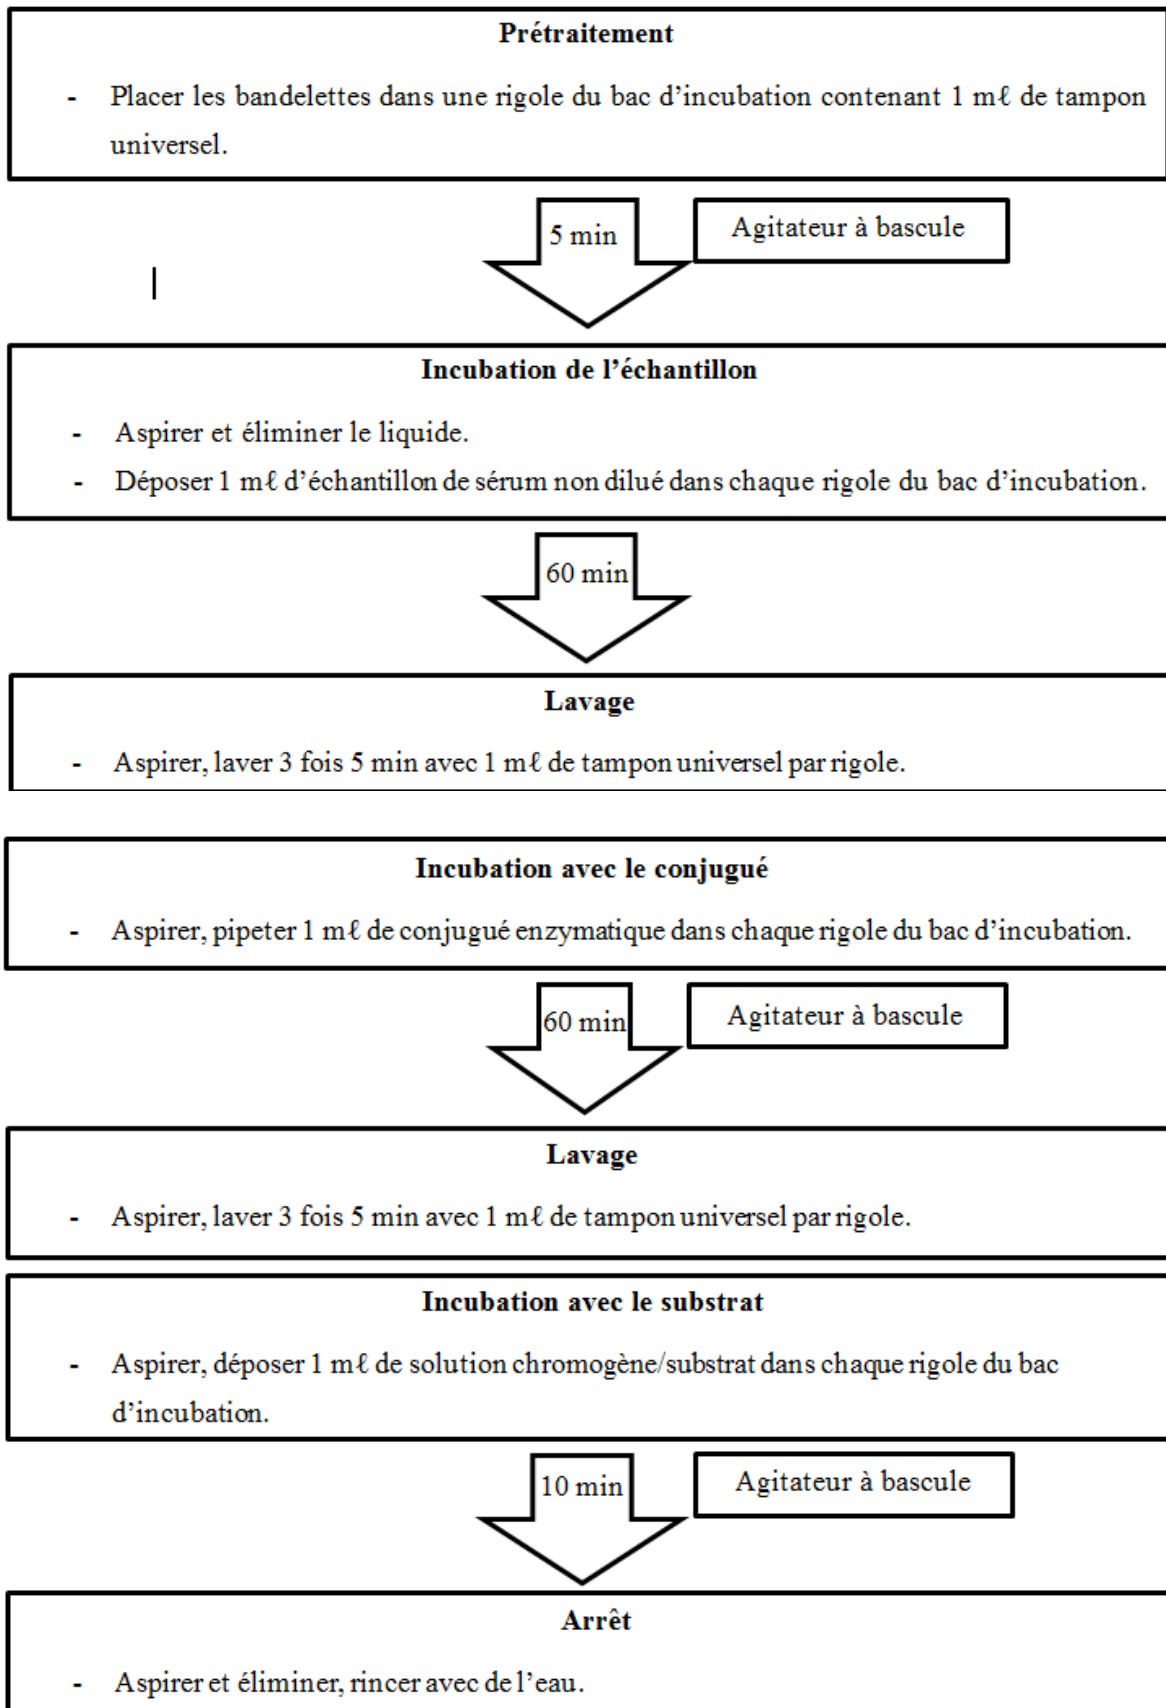 Prétraitement
- Placer les bandelettes dans une rigole du bac d’incubation contenant 1 mℓ de tampon
universel.
5 min
Agitateur à bascule
Incubation de l’échantillon
- Aspirer et éliminer le liquide.
- Déposer 1 mℓ d’échantillon de sérum non dilué dans chaque rigole du bac d’incubation.
60 min
Lavage
- Aspirer, laver 3 fois 5 min avec 1 mℓ de tampon universel par rigole.
Incubation avec le conjugué
- Aspirer, pipeter 1 mℓ de conjugué enzymatique dans chaque rigole du bac d’incubation.
60 min
Agitateur à bascule
Lavage
- Aspirer, laver 3 fois 5 min avec 1 mℓ de tampon universel par rigole.
Incubation avec le substrat
- Aspirer, déposer 1 mℓ de solution chromogène/substrat dans chaque rigole du bac
d’incubation.
10 min
Agitateur à bascule
Arrêt
- Aspirer et éliminer, rincer avec de l’eau.